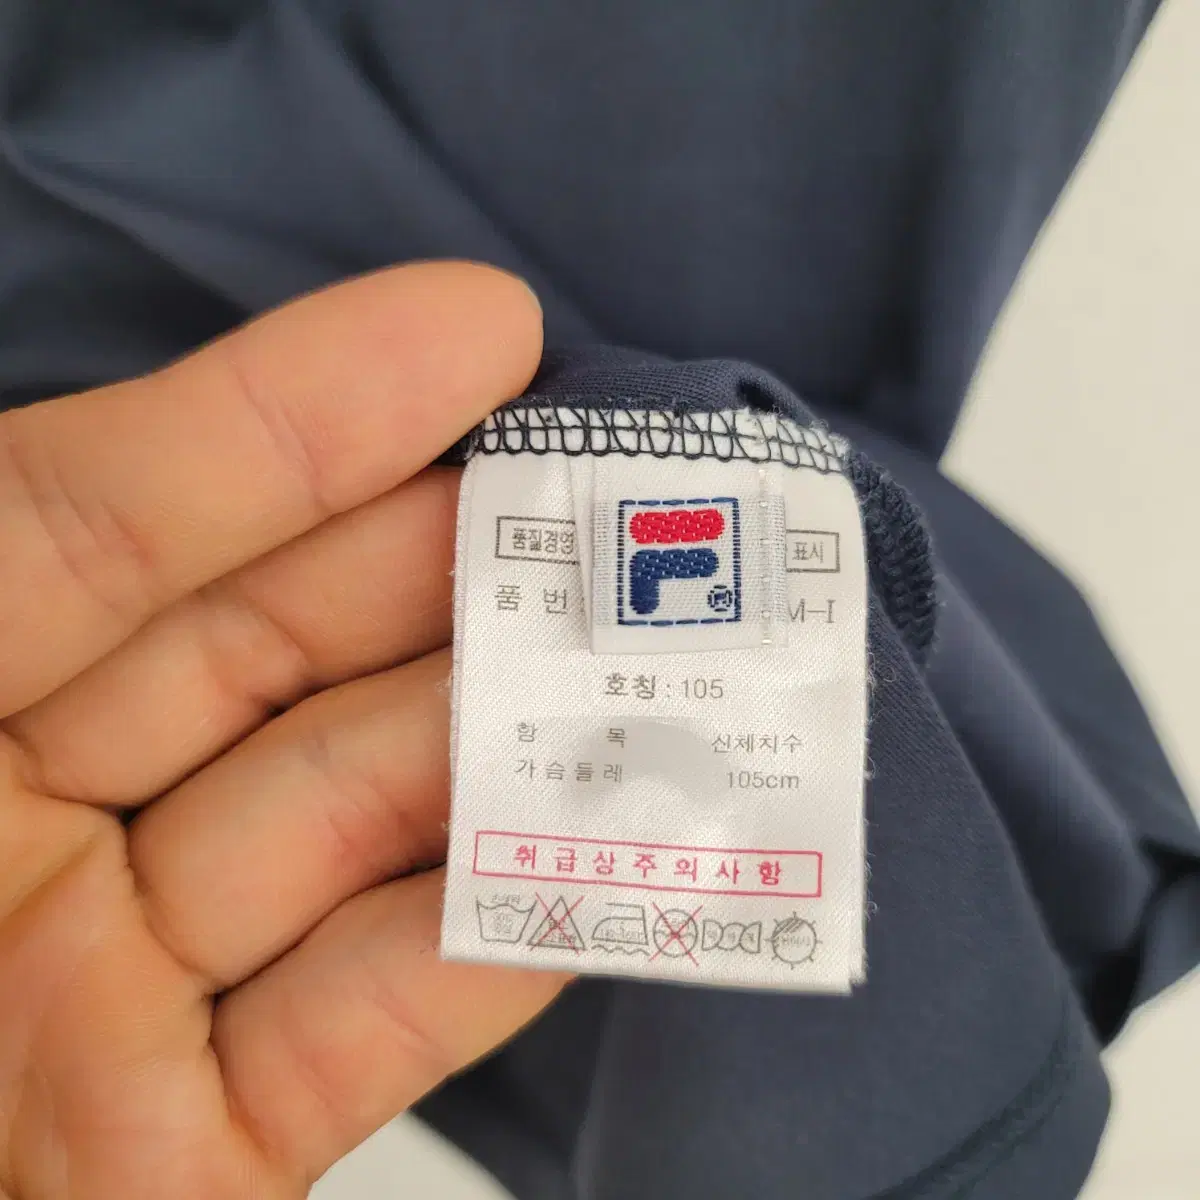 품질경영 표시
품 번 M-I
F
호칭 : 105
항 목 신체치수
가슴둘레 105cm
취급상주의사항